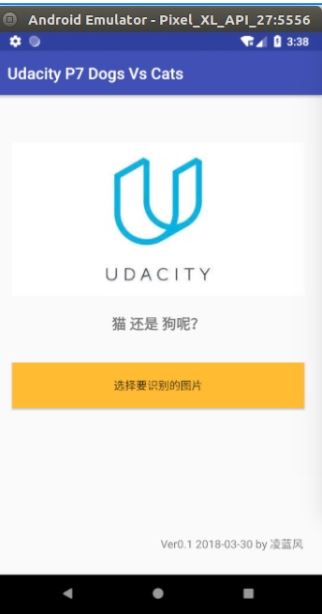 Android Emulator - Pixel_XL_API_27:5556
3:38
Udacity P7 Dogs Vs Cats
UDACITY
猫 还是 狗呢？
选择要识别的图片
Ver0.1 2018-03-30 by 凌蓝风